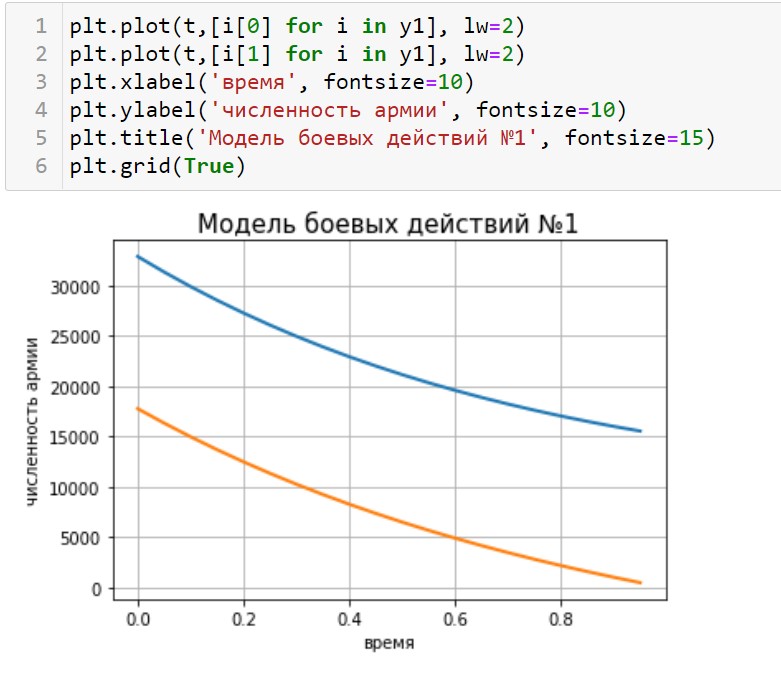 1 plt.plot(t,[i[0] for i in y1], lw=2)
2 plt.plot(t,[i[1] for i in y1], lw=2)
3 plt.xlabel('время', fontsize=10)
4 plt.ylabel('численность армии', fontsize=10)
5 plt.title('Модель боевых действий №1', fontsize=15)
6 plt.grid(True)
Модель боевых действий №1
численность армии
30000
25000
20000
15000
10000
5000
0
0.0 0.2 0.4 0.6 0.8
время